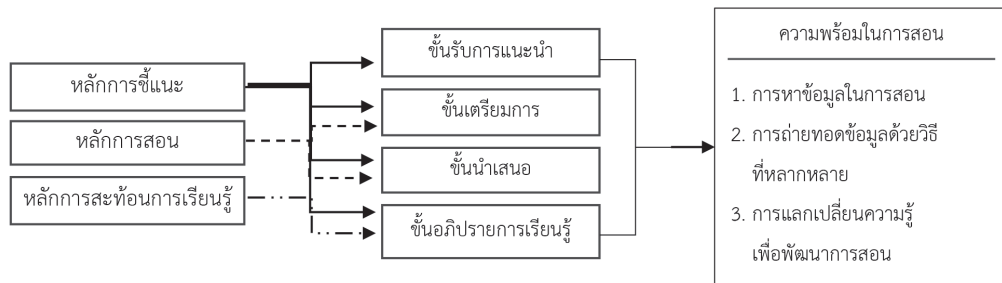 หลักการชี้แนะ
หลักการสอน
หลักการสะท้อนการเรียนรู้
ขั้นรับการแนะนำ
ขั้นเตรียมการ
ขั้นนำเสนอ
ขั้นอภิปรายการเรียนรู้
ความพร้อมในการสอน
1. การหาข้อมูลในการสอน
2. การถ่ายทอดข้อมูลด้วยวิธี
ที่หลากหลาย
3. การแลกเปลี่ยนความรู้
เพื่อพัฒนาการสอน